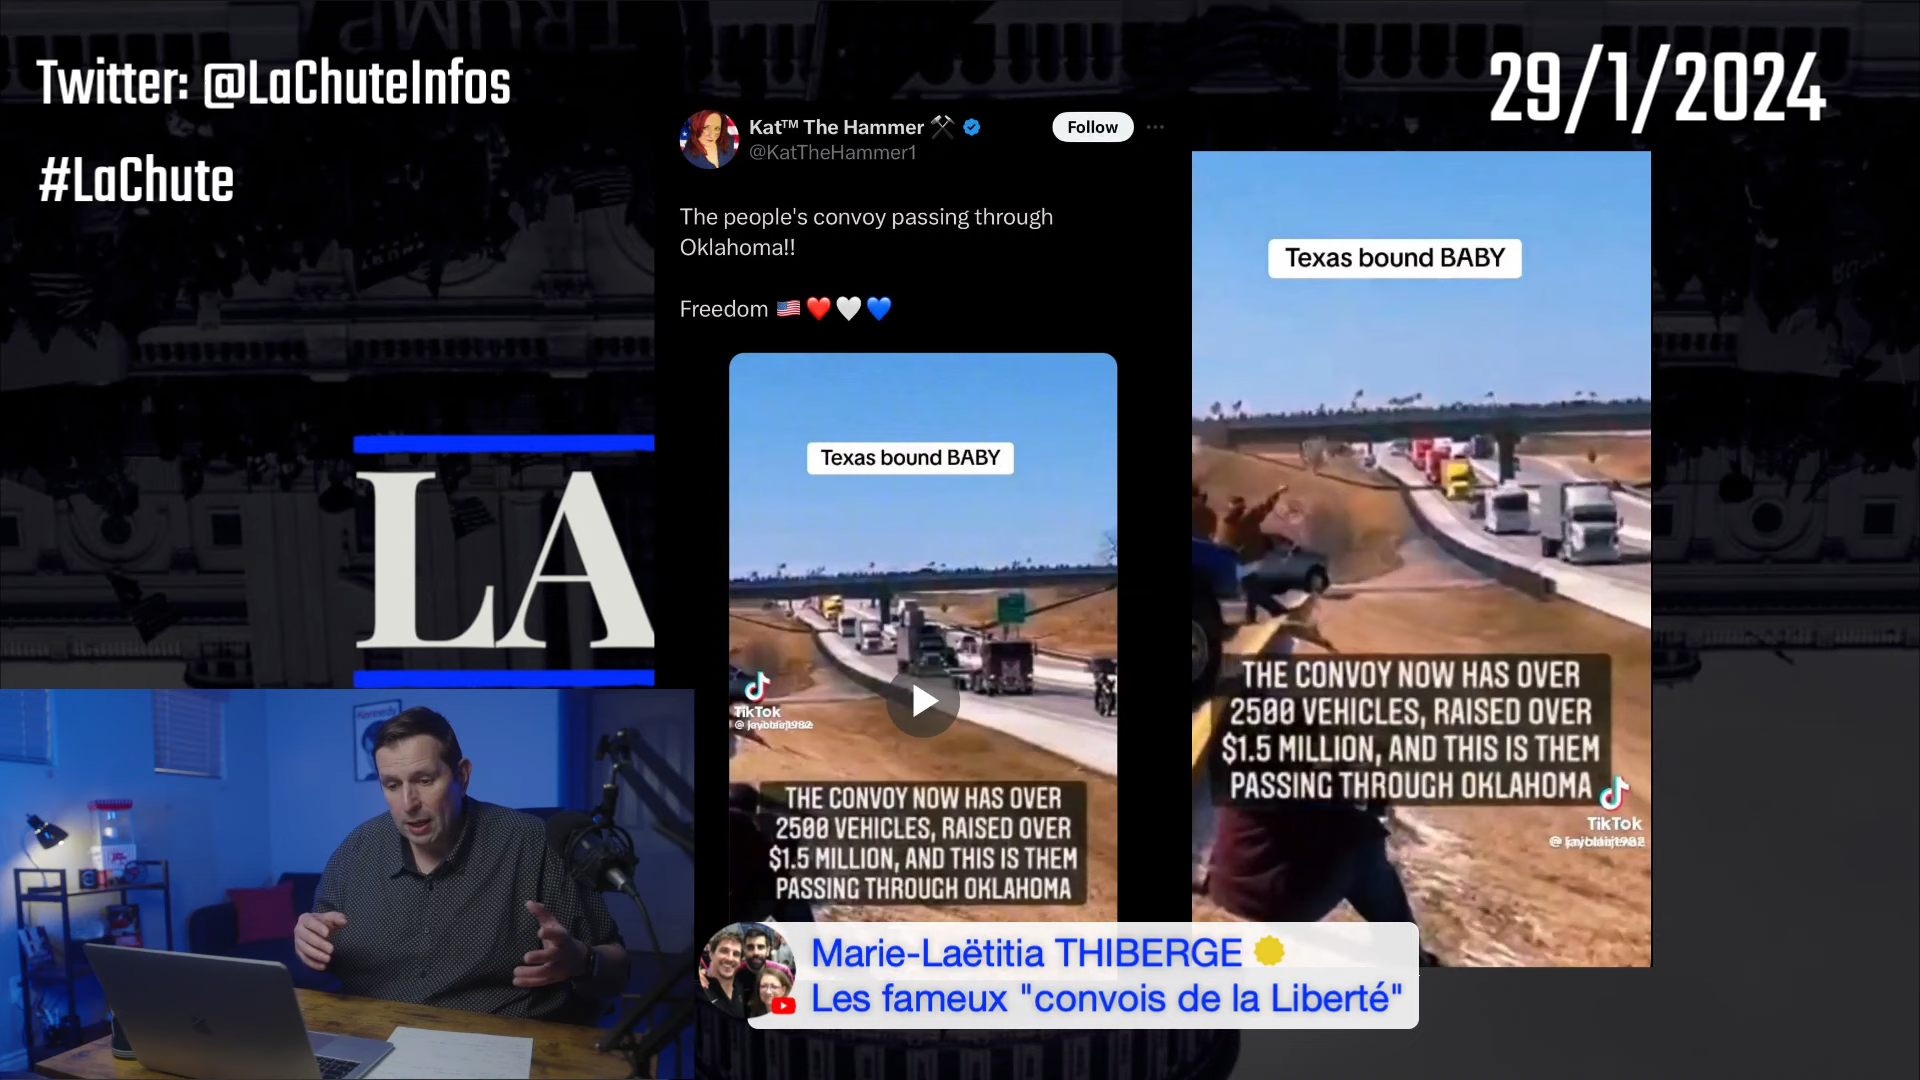 Twitter: @LaChuteInfos
#LaChute
29/1/2024
Kat™ The Hammer
@KatTheHammer1
Follow
The people's convoy passing through
Oklahoma!!
Freedom
Texas bound BABY
TikTok
THE CONVOY NOW HAS OVER
2500 VEHICLES, RAISED OVER
$1.5 MILLION, AND THIS IS THEM
PASSING THROUGH OKLAHOMA
Texas bound BABY
THE CONVOY NOW HAS OVER
2500 VEHICLES, RAISED OVER
$1.5 MILLION, AND THIS IS THEM
PASSING THROUGH OKLAHOMA
TikTok
LA
Kennedy
TRUMP
Marie-Laëtitia THIBERGE
Les fameux "convois de la Liberté"